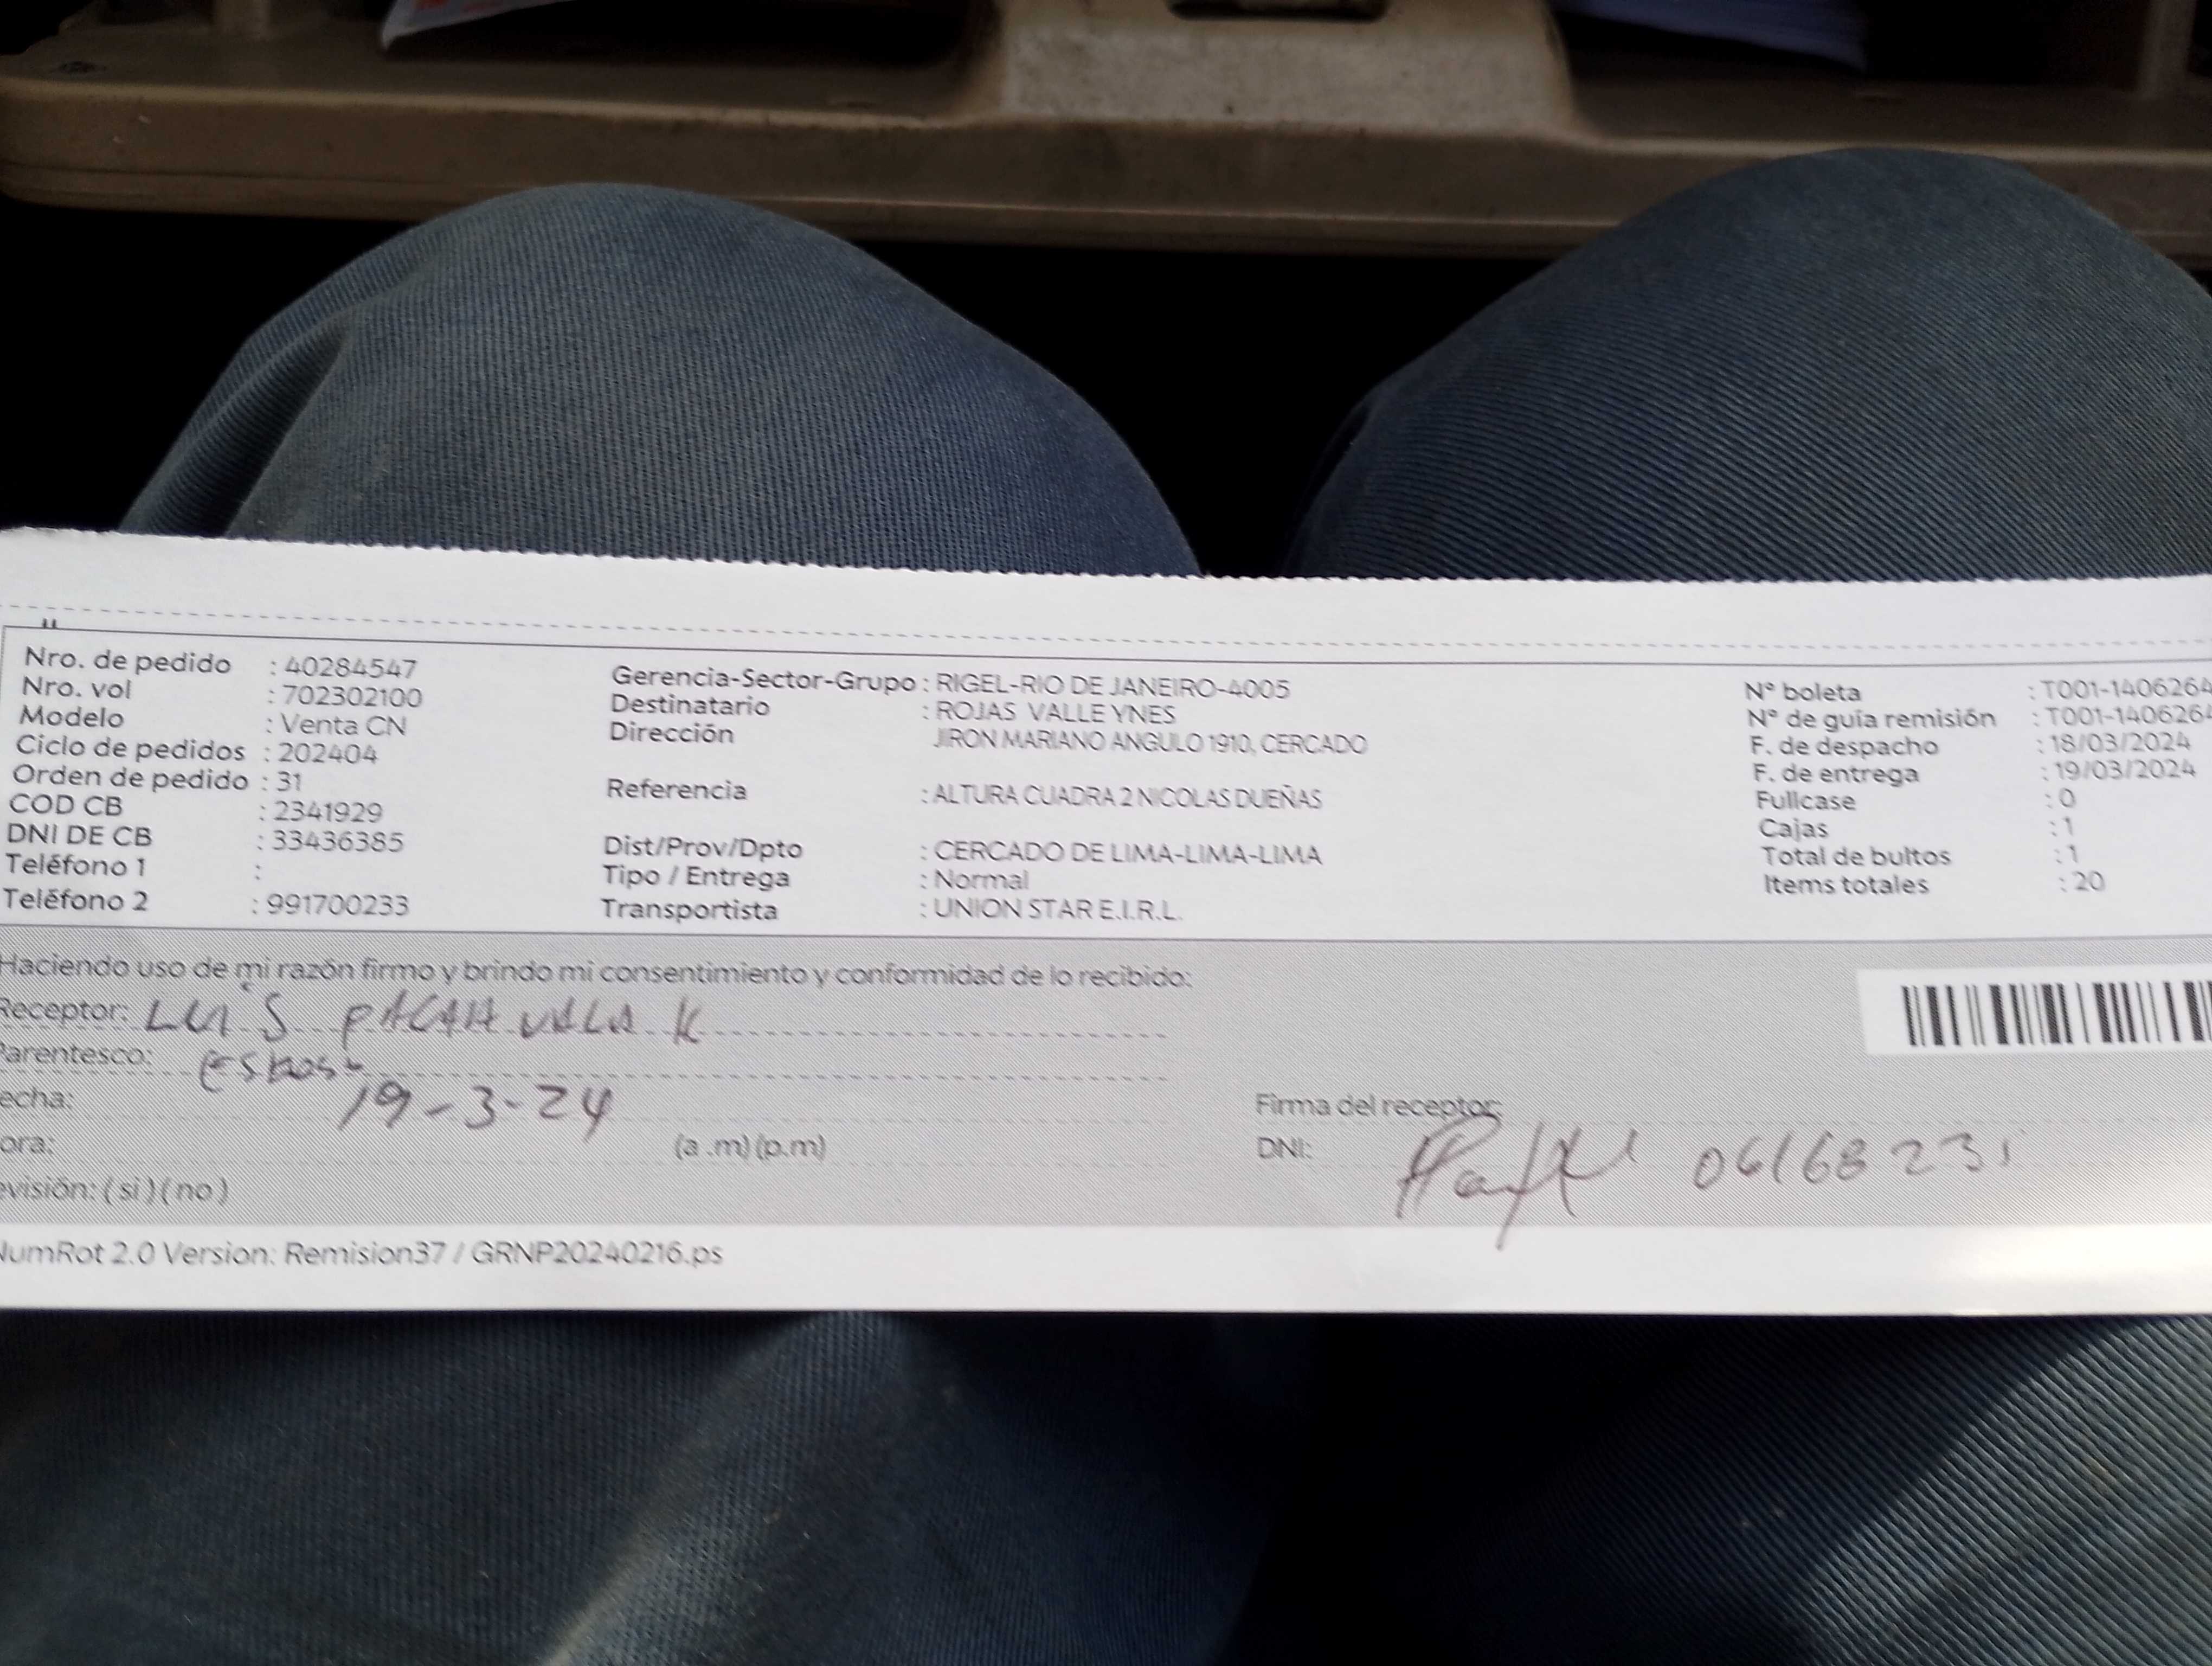 Nro. de pedido : 40284547
Nro. vol : 702302100
Modelo : Venta CN
Ciclo de pedidos : 202404
Orden de pedido : 31
COD CB : 2341929
DNI DE CB : 33436385
Teléfono 1 :
Teléfono 2 : 991700233
Gerencia-Sector-Grupo : RIGEL-RIO DE JANEIRO-4005
Destinatario : ROJAS VALLE YNES
Dirección JIRON MARIANO ANGULO 1910, CERCADO
Referencia : ALTURA CUADRA 2 NICOLAS DUEÑAS
Dist/Prov/Dpto : CERCADO DE LIMA-LIMA-LIMA
Tipo / Entrega : Normal
Transportista : UNION STAR E.I.R.L.
N° boleta : T001-1406264
N° de guía remisión : T001-1406264
F. de despacho : 18/03/2024
F. de entrega : 19/03/2024
Fullcase : 0
Cajas : 1
Total de bultos : 1
Items totales : 20
Haciendo uso de mi razón firmo y brindo mi consentimiento y conformidad de lo recibido:
Receptor: LUIS K
Parentesco: esposo
echa: 19-3-24
ora: (a .m) (p.m)
evisión: ( si ) ( no )
Firma del receptor:
DNI: 06168231
NumRot 2.0 Version: Remision37 / GRNP20240216.ps